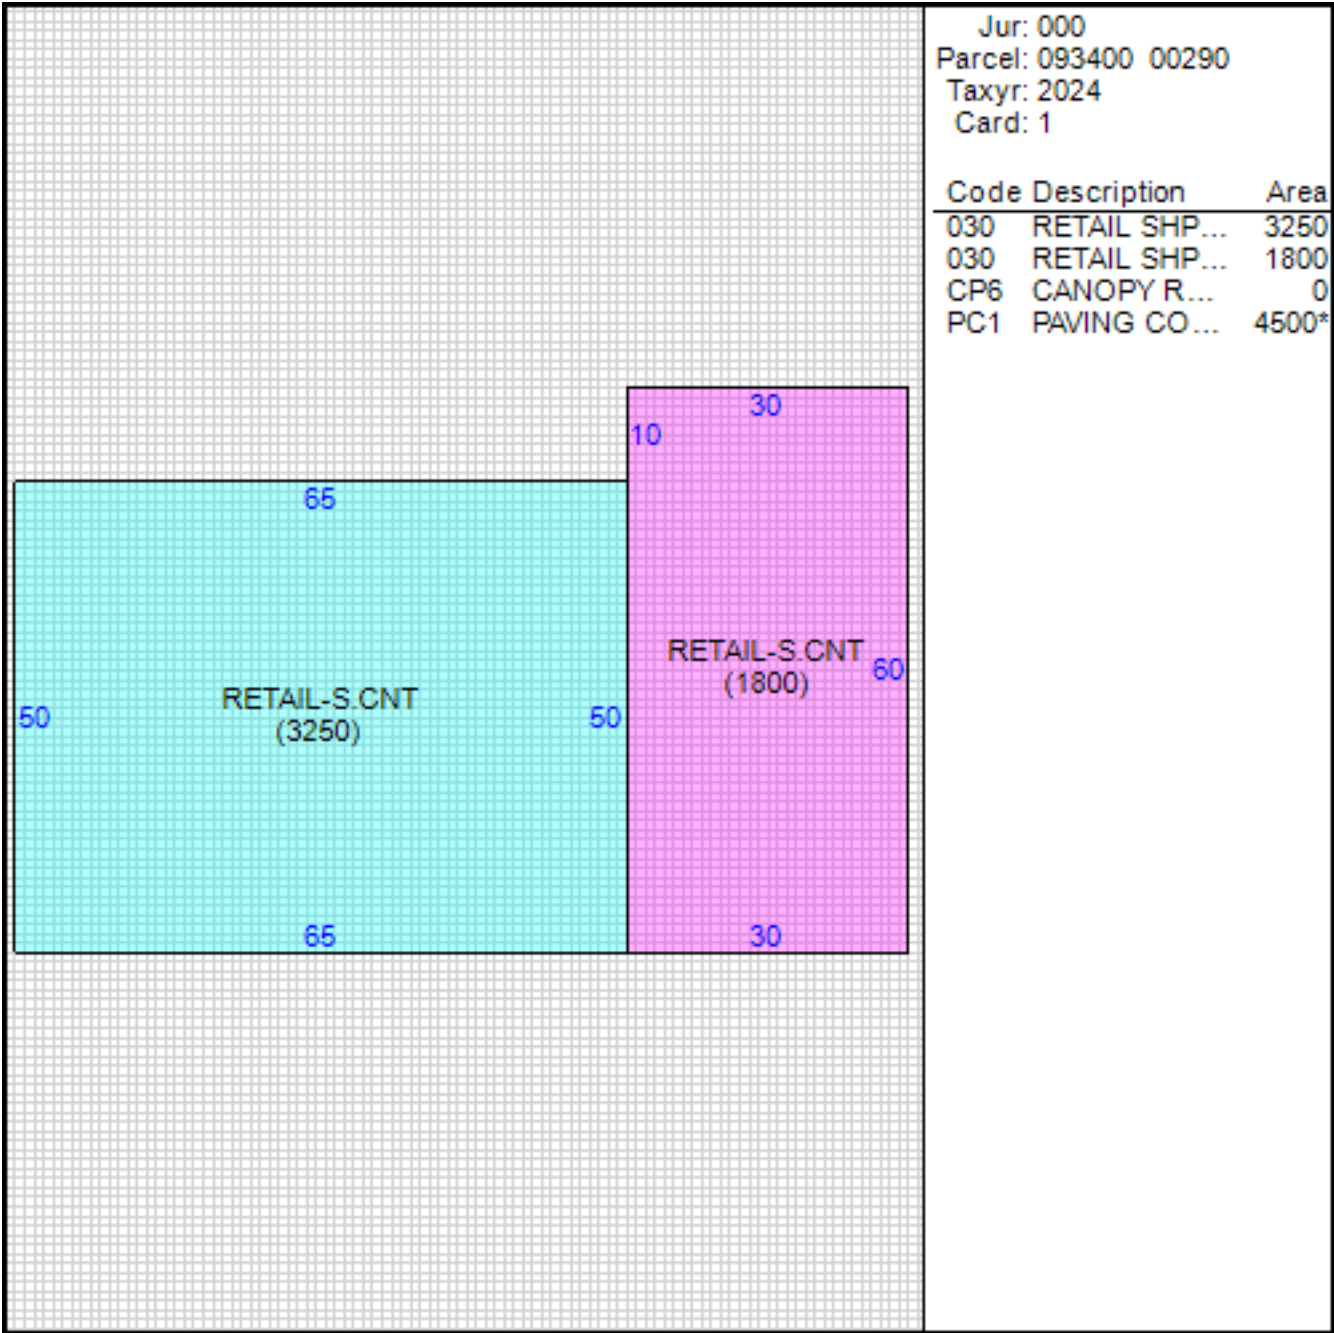 Jur: 000
Parcel: 093400 00290
Taxyr: 2024
Card: 1
Code Description Area
030 RETAIL SHP... 3250
030 RETAIL SHP... 1800
CP6 CANOPY R... 0
PC1 PAVING CO... 4500*
30
10
65
RETAIL-S.CNT
(1800)
60
RETAIL-S.CNT
(3250)
50
50
65
30